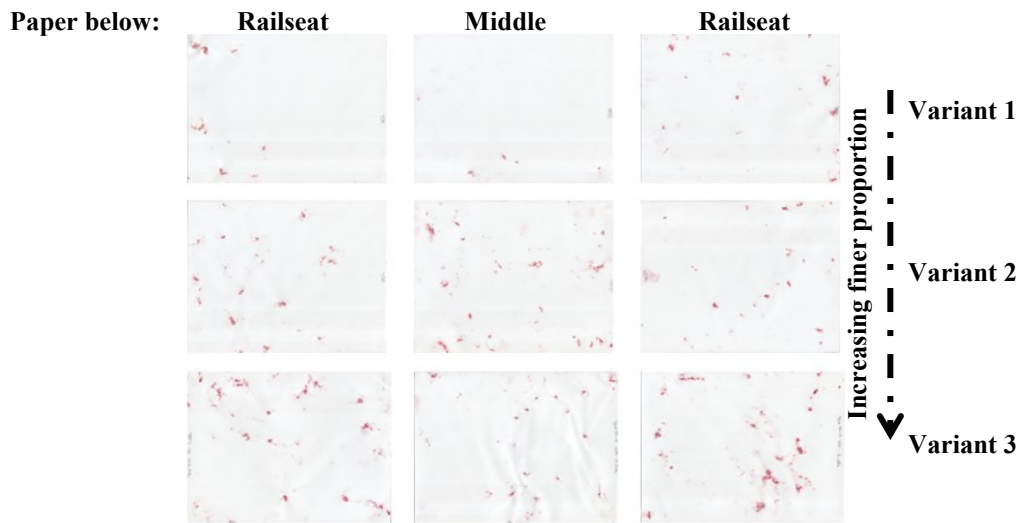 Paper below: Railseat Middle Railseat
Variant 1
Increasing finer proportion
Variant 2
Variant 3